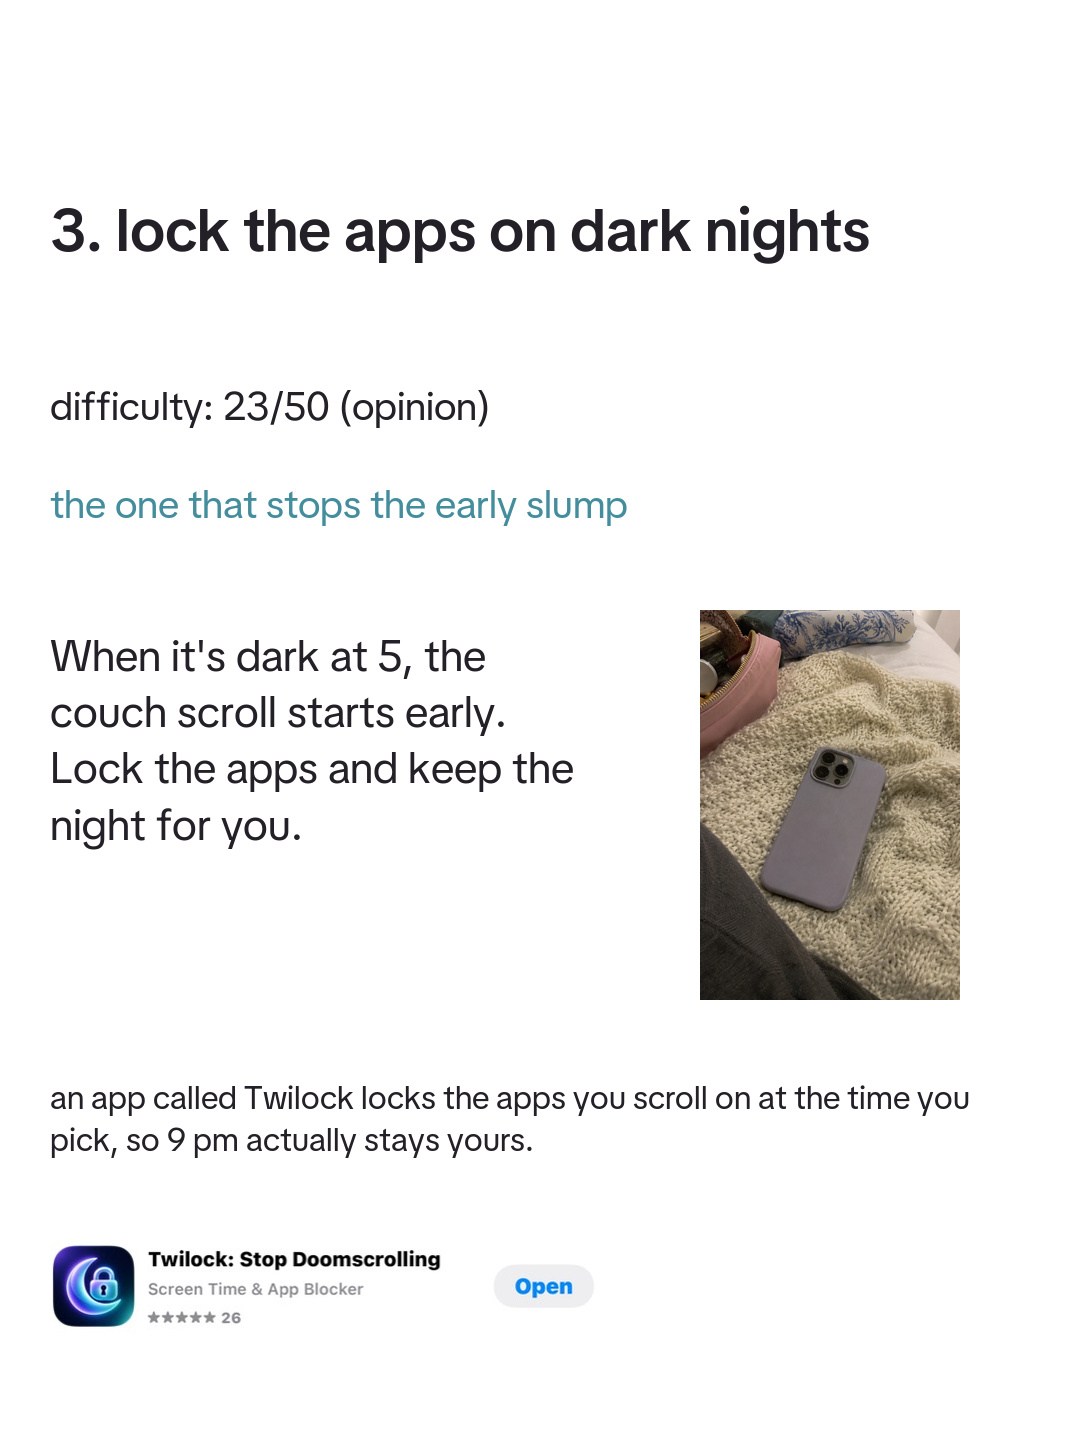 3. lock the apps on dark nights
difficulty: 23/50 (opinion)
the one that stops the early slump
When it's dark at 5, the
couch scroll starts early.
Lock the apps and keep the
night for you.
an app called Twilock locks the apps you scroll on at the time you
pick, so 9 pm actually stays yours.
Twilock: Stop Doomscrolling
Screen Time & App Blocker
★★★★★ 26
Open